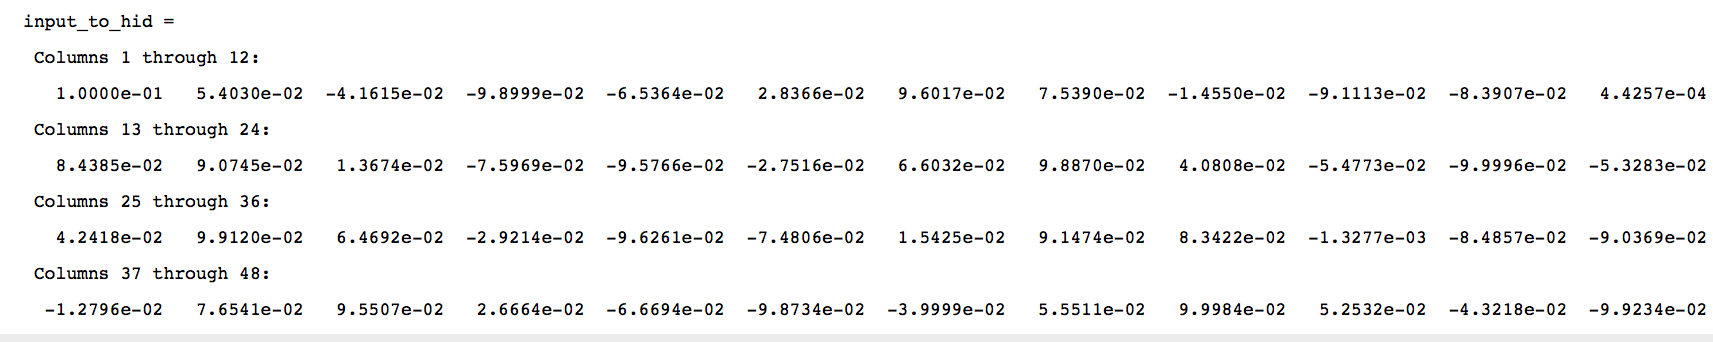 input_to_hid =
Columns 1 through 12:
1.0000e-01 5.4030e-02 -4.1615e-02 -9.8999e-02 -6.5364e-02 2.8366e-02 9.6017e-02 7.5390e-02 -1.4550e-02 -9.1113e-02 -8.3907e-02 4.4257e-04
Columns 13 through 24:
8.4385e-02 9.0745e-02 1.3674e-02 -7.5969e-02 -9.5766e-02 -2.7516e-02 6.6032e-02 9.8870e-02 4.0808e-02 -5.4773e-02 -9.9996e-02 -5.3283e-02
Columns 25 through 36:
4.2418e-02 9.9120e-02 6.4692e-02 -2.9214e-02 -9.6261e-02 -7.4806e-02 1.5425e-02 9.1474e-02 8.3422e-02 -1.3277e-03 -8.4857e-02 -9.0369e-02
Columns 37 through 48:
-1.2796e-02 7.6541e-02 9.5507e-02 2.6664e-02 -6.6694e-02 -9.8734e-02 -3.9999e-02 5.5511e-02 9.9984e-02 5.2532e-02 -4.3218e-02 -9.9234e-02